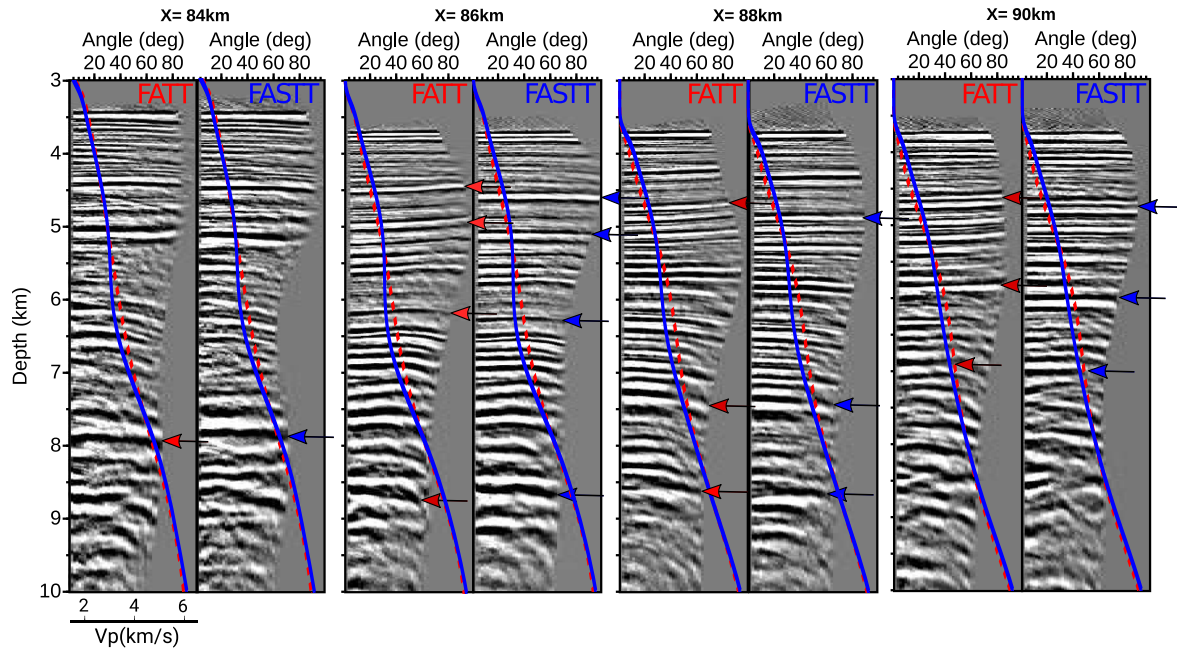 X= 84km X= 86km X= 88km X= 90km
Angle (deg) Angle (deg) Angle (deg) Angle (deg) Angle (deg) Angle (deg) Angle (deg) Angle (deg)
20 40 60 80 20 40 60 80 20 40 60 80 20 40 60 80 20 40 60 80 20 40 60 80 20 40 60 80 20 40 60 80
FATT FASTT FATT FASTT FATT FASTT FATT FASTT
3
4
5
6
7
8
9
10
Depth (km)
2 4 6
Vp(km/s)